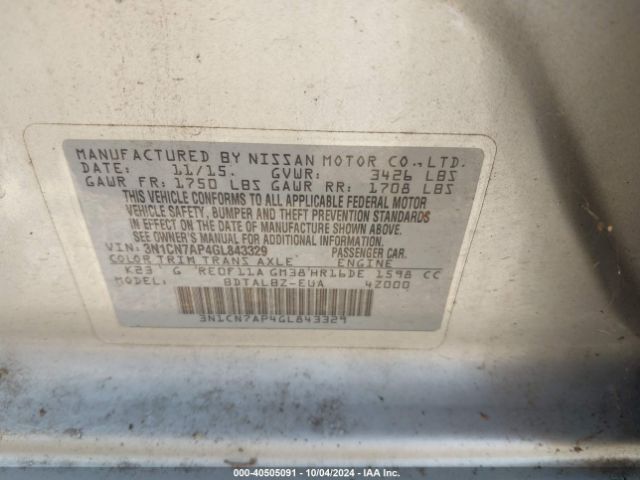 MANUFACTURED BY NISSAN MOTOR CO., LTD.
DATE: 11/15. GVWR: 3426 LBS
GAWR FR: 1750 LBS GAWR RR: 1708 LBS
THIS VEHICLE CONFORMS TO ALL APPLICABLE FEDERAL MOTOR
VEHICLE SAFETY, BUMPER AND THEFT PREVENTION STANDARDS
IN EFFECT ON THE DATE OF MANUFACTURE SHOWN ABOVE.
SEE OWNER'S MANUAL
VIN: 3N1CN7AP4GL843329 PASSENGER CAR.
COLOR TRIM TRANS AXLE ENGINE
K23 G RE0F11A GM38 HR16DE 1598 CC
MODEL: BDTALBZ-EUA 4Z000
3N1CN7AP4GL843329
000-40505091 - 10/04/2024 - IAA Inc.